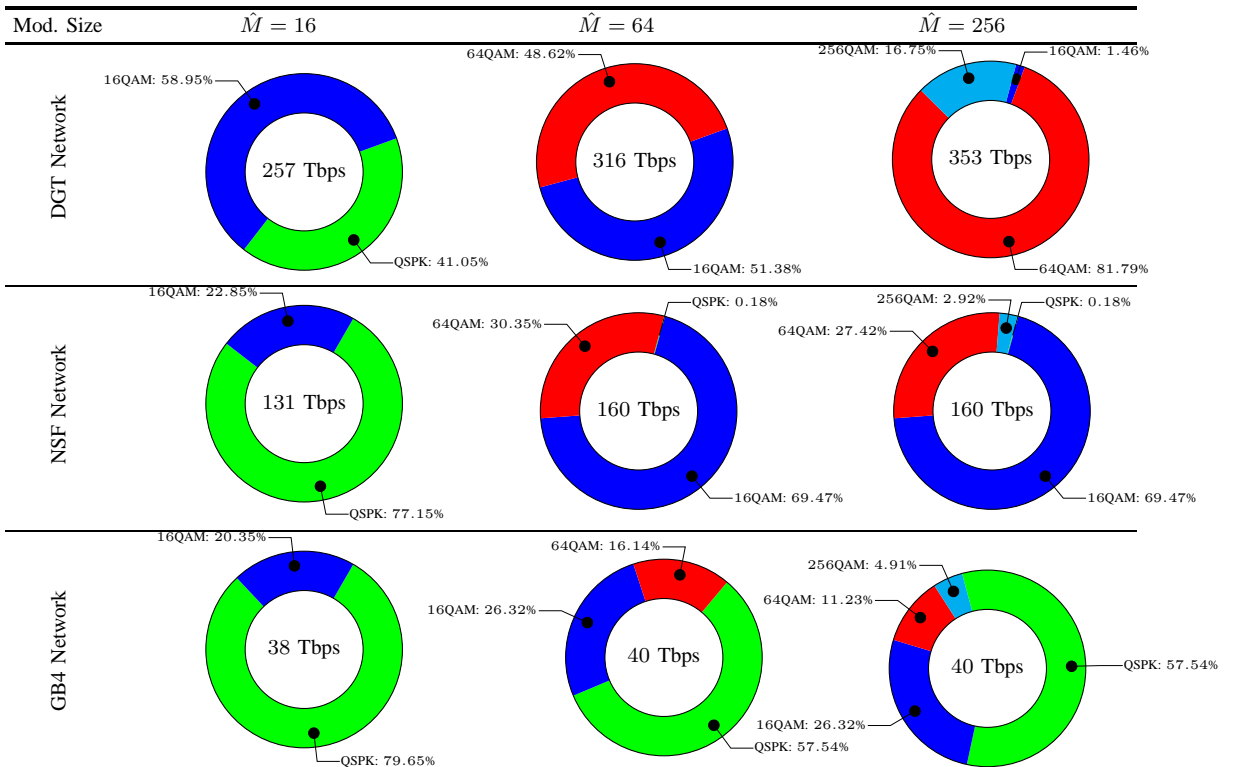 Mod. Size M̂ = 16 M̂ = 64 M̂ = 256
DGT Network
16QAM: 58.95%
257 Tbps
QSPK: 41.05%
64QAM: 48.62%
316 Tbps
16QAM: 51.38%
256QAM: 16.75%
16QAM: 1.46%
353 Tbps
64QAM: 81.79%
NSF Network
16QAM: 22.85%
131 Tbps
QSPK: 77.15%
QSPK: 0.18%
64QAM: 30.35%
160 Tbps
16QAM: 69.47%
256QAM: 2.92%
QSPK: 0.18%
64QAM: 27.42%
160 Tbps
16QAM: 69.47%
GB4 Network
16QAM: 20.35%
38 Tbps
QSPK: 79.65%
64QAM: 16.14%
16QAM: 26.32%
40 Tbps
QSPK: 57.54%
256QAM: 4.91%
64QAM: 11.23%
40 Tbps
QSPK: 57.54%
16QAM: 26.32%